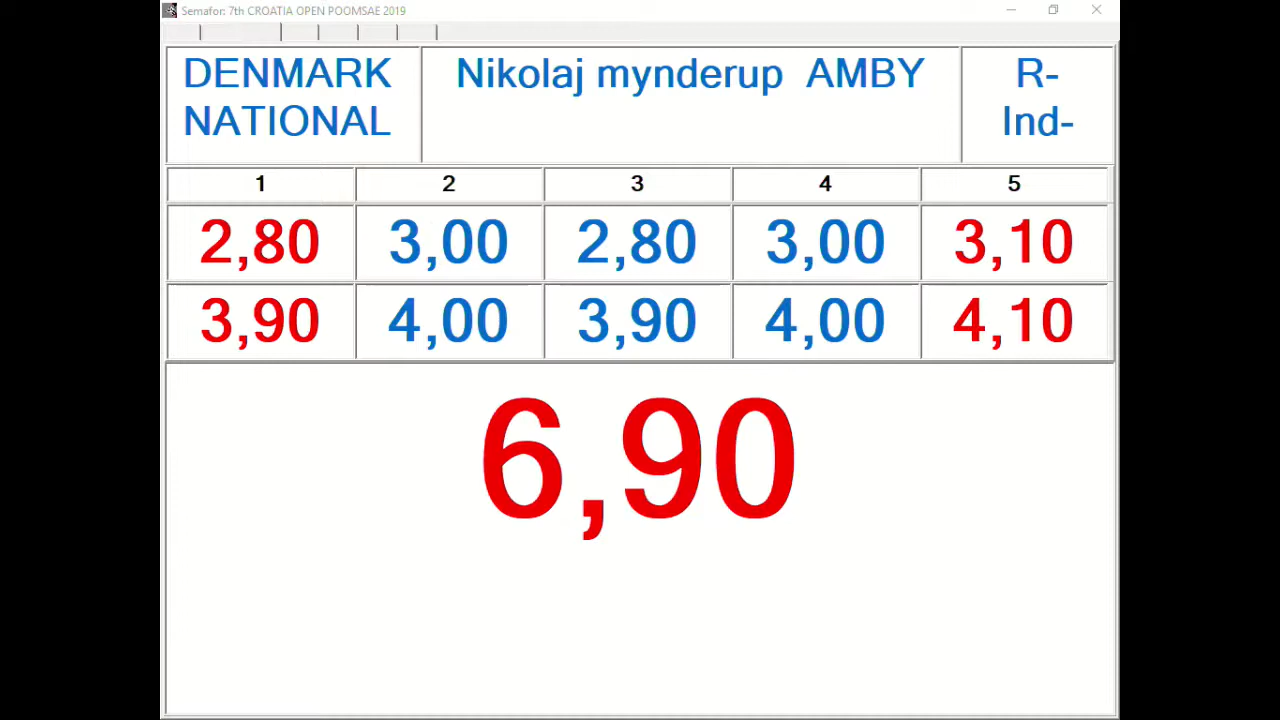 Semafor: 7th CROATIA OPEN POOMSAE 2019
DENMARK NATIONAL
Nikolaj mynderup AMBY
R-
Ind-
1 2 3 4 5
2,80 3,00 2,80 3,00 3,10
3,90 4,00 3,90 4,00 4,10
6,90